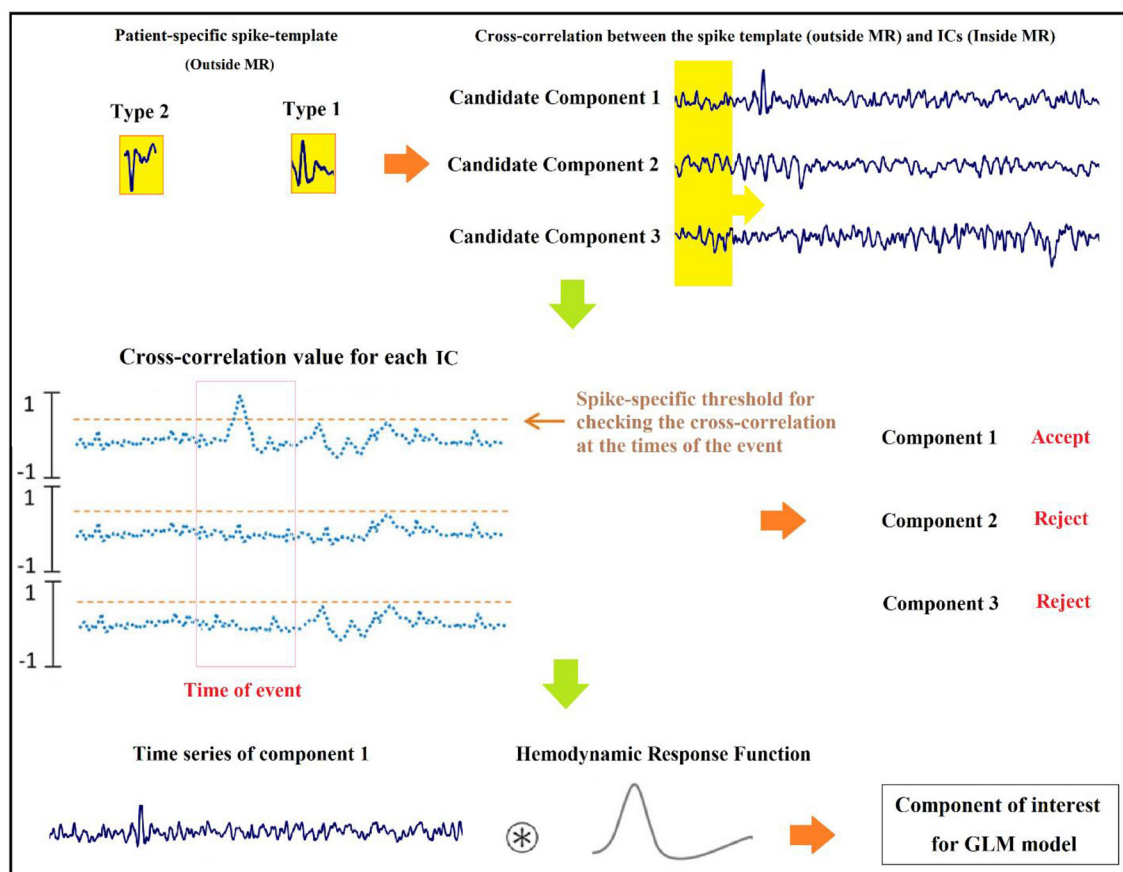 Patient-specific spike-template
(Outside MR)
Cross-correlation between the spike template (outside MR) and ICs (Inside MR)
Type 2
Type 1
Candidate Component 1
Candidate Component 2
Candidate Component 3
Cross-correlation value for each IC
1
-1
1
-1
1
-1
Spike-specific threshold for
checking the cross-correlation
at the times of the event
Time of event
Component 1 Accept
Component 2 Reject
Component 3 Reject
Time series of component 1
Hemodynamic Response Function
Component of interest
for GLM model